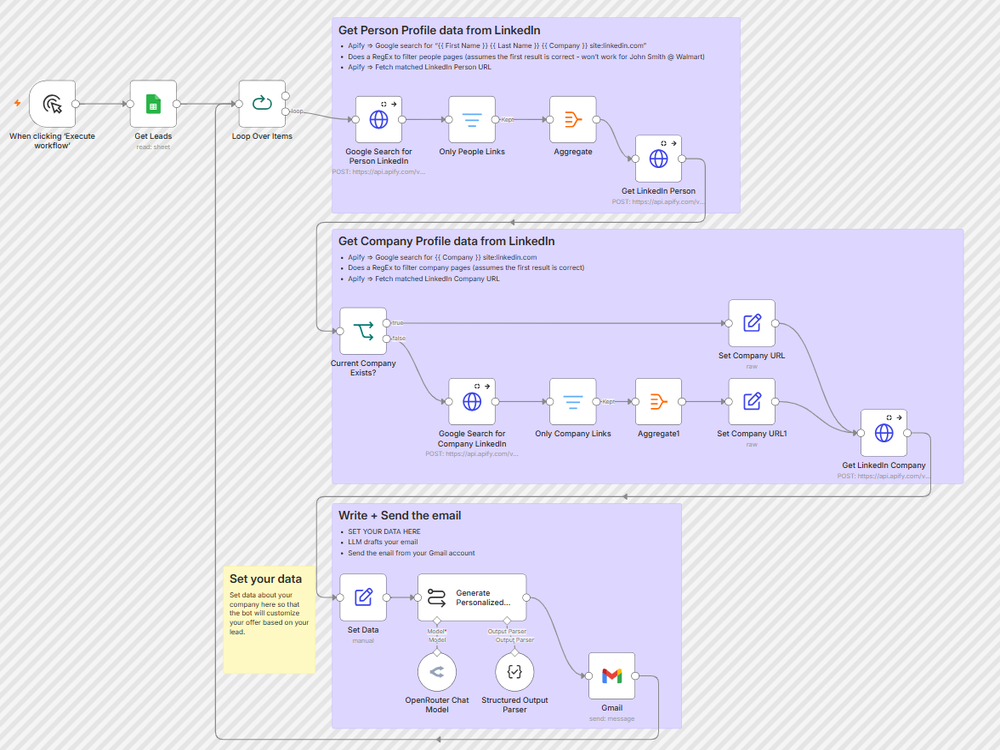 Get Person Profile data from LinkedIn
• Apify => Google search for "{{ First Name }} {{ Last Name }} {{ Company }} site:linkedin.com"
• Does a RegEx to filter people pages (assumes the first result is correct - won't work for John Smith @ Walmart)
• Apify => Fetch matched LinkedIn Person URL
When clicking 'Execute
workflow'
Get Leads
read: sheet
Loop Over Items
loop
Google Search for
Person LinkedIn
POST: https://api.apify.com/v...
Only People Links
Kept
Aggregate
Get LinkedIn Person
POST: https://api.apify.com/v...
Get Company Profile data from LinkedIn
• Apify => Google search for {{ Company }} site:linkedin.com
• Does a RegEx to filter company pages (assumes the first result is correct)
• Apify => Fetch matched LinkedIn Company URL
true
false
Current Company
Exists?
Set Company URL
raw
Google Search for
Company LinkedIn
POST: https://api.apify.com/v...
Only Company Links
Kept
Aggregate1
Set Company URL1
raw
Get LinkedIn Company
POST: https://api.apify.com/v...
Write + Send the email
• SET YOUR DATA HERE
• LLM drafts your email
• Send the enail from your Gmail account
Set your data
Set data about your
company here so that
the bot will customize
your offer based on your
lead.
Set Data
manual
Generate
Personalized...
Model*
Model
Output Parser
Output Parser
OpenRouter Chat
Model
Structured Output
Parser
Gmail
send: message